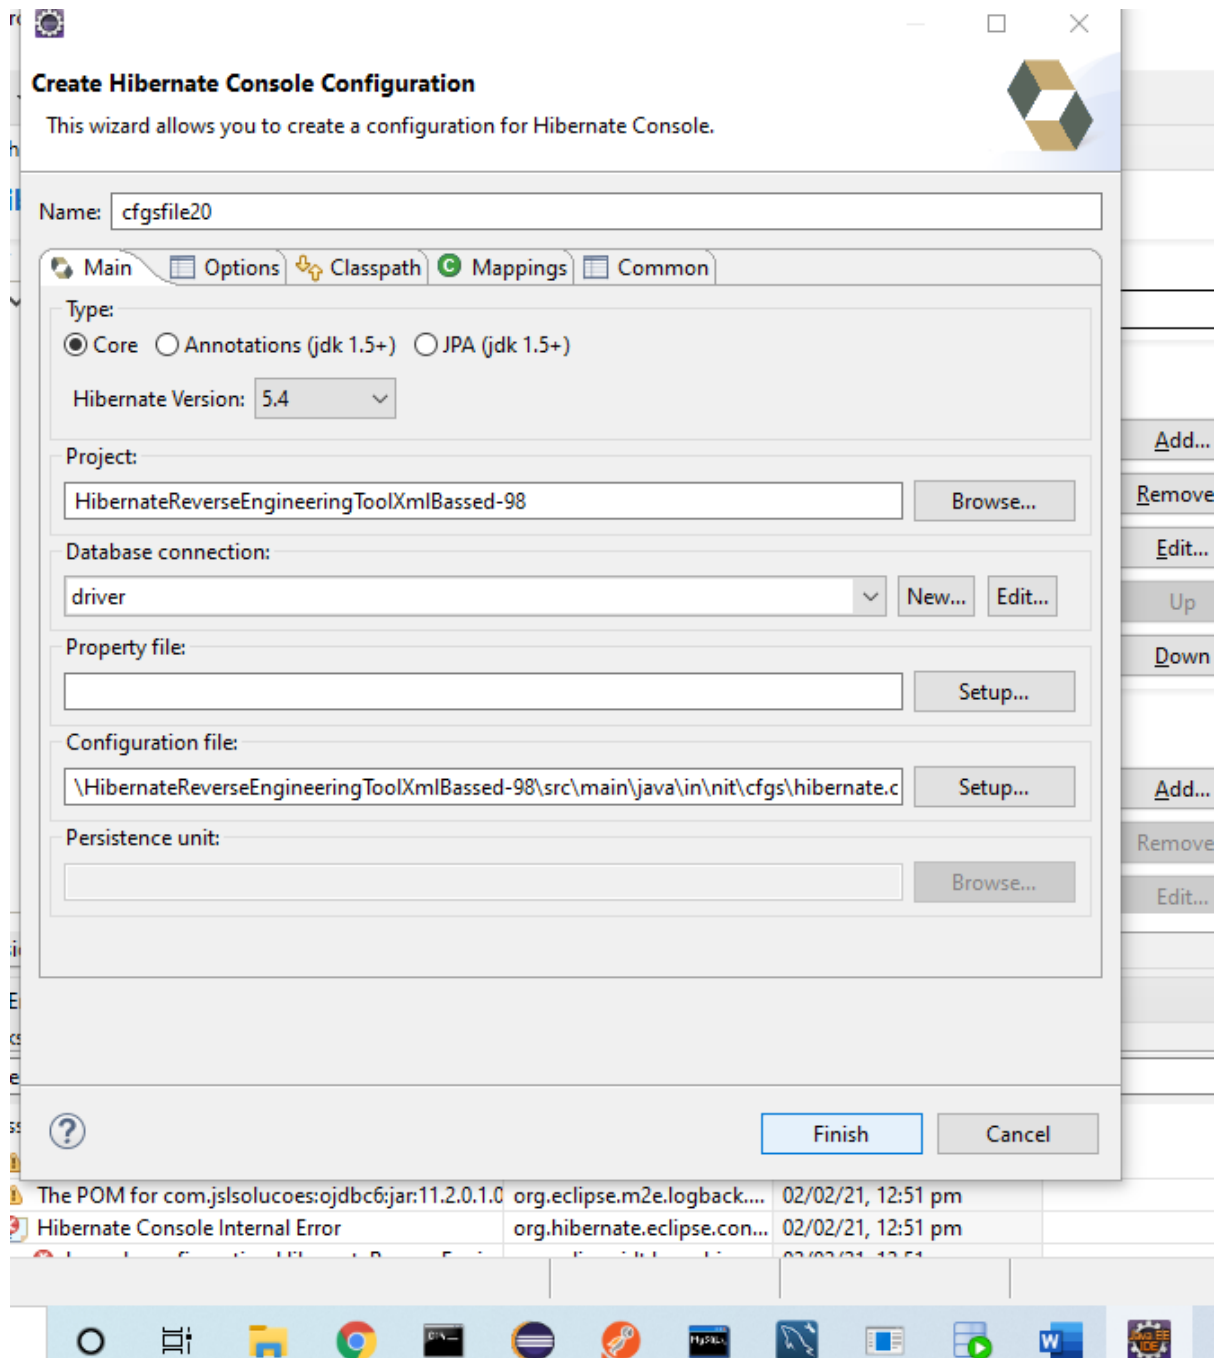 Create Hibernate Console Configuration
This wizard allows you to create a configuration for Hibernate Console.
Name: cfgsfile20
Main Options Classpath C Mappings Common
Type:
Core Annotations (jdk 1.5+) JPA (jdk 1.5+)
Hibernate Version: 5.4
Project:
HibernateReverseEngineeringToolXmlBassed-98 Browse...
Database connection:
driver New... Edit...
Property file:
Setup...
Configuration file:
\HibernateReverseEngineeringToolXmlBassed-98\src\main\java\in\nit\cfgs\hibernate.c Setup...
Persistence unit:
Browse...
? Finish Cancel
Add...
Remove
Edit...
Up
Down
Add...
Remove
Edit...
The POM for com.jslsolucoes:ojdbc6:jar:11.2.0.1.0 org.eclipse.m2e.logback.... 02/02/21, 12:51 pm
Hibernate Console Internal Error org.hibernate.eclipse.con... 02/02/21, 12:51 pm
MySQL
W
Java EE
IDE